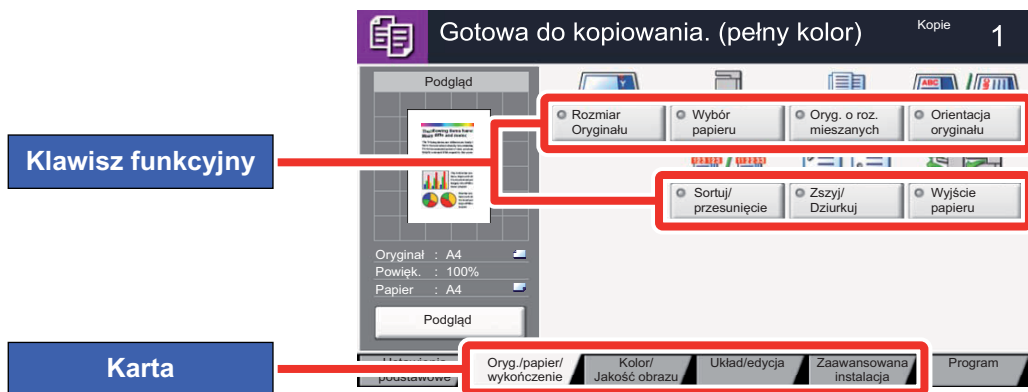 Gotowa do kopiowania. (pełny kolor)
Kopie
1
Podgląd
Klawisz funkcyjny
Rozmiar
Oryginału
Wybór
papieru
Oryg. o roz.
mieszanych
Orientacja
oryginału
ABC
Sortuj/
przesunięcie
Zszyj/
Dziurkuj
Wyjście
papieru
Oryginał : A4
Powięk. : 100%
Papier : A4
Podgląd
Karta
Ustawienia
podstawowe
Oryg./papier/
wykończenie
Kolor/
Jakość obrazu
Układ/edycja
Zaawansowana
instalacja
Program